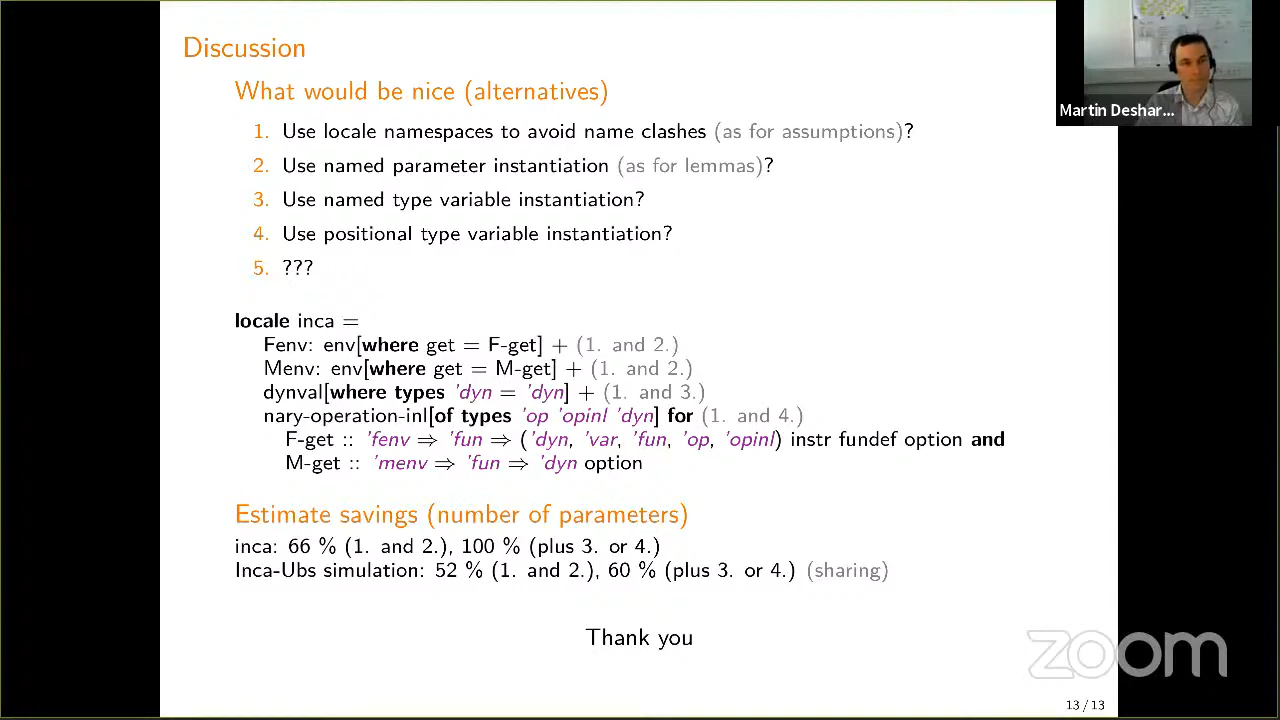 Discussion
What would be nice (alternatives)
1. Use locale namespaces to avoid name clashes (as for assumptions)?
2. Use named parameter instantiation (as for lemmas)?
3. Use named type variable instantiation?
4. Use positional type variable instantiation?
5. ???
locale inca =
Fenv: env[where get = F-get] + (1. and 2.)
Menv: env[where get = M-get] + (1. and 2.)
dynval[where types 'dyn = 'dyn] + (1. and 3.)
nary-operation-inl[of types 'op 'opinl 'dyn] for (1. and 4.)
F-get :: 'fenv ⇒ 'fun ⇒ ('dyn, 'var, 'fun, 'op, 'opinl) instr fundef option and
M-get :: 'menv ⇒ 'fun ⇒ 'dyn option
Estimate savings (number of parameters)
inca: 66 % (1. and 2.), 100 % (plus 3. or 4.)
Inca-Ubs simulation: 52 % (1. and 2.), 60 % (plus 3. or 4.) (sharing)
Thank you
13 / 13
Martin Deshar...
zoom